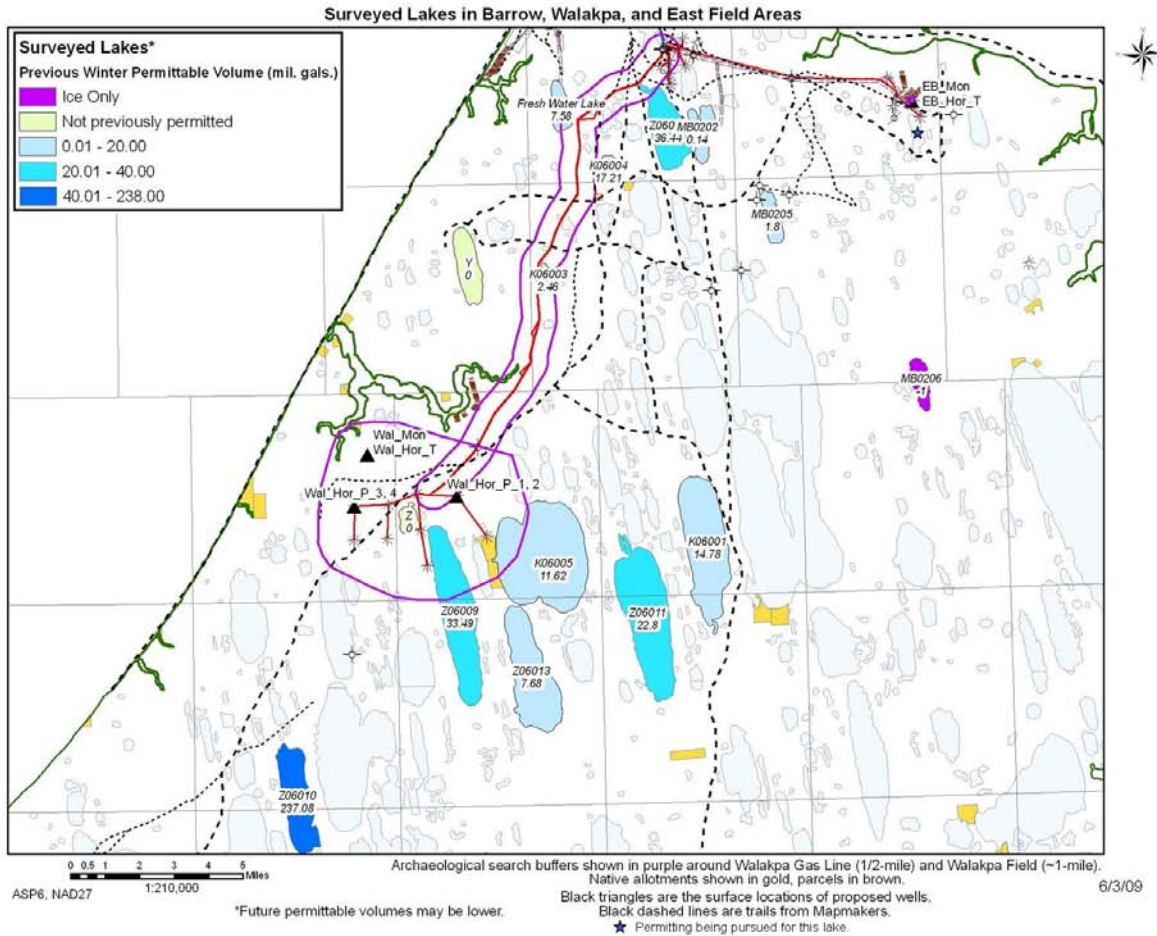 Surveyed Lakes in Barrow, Walakpa, and East Field Areas
Surveyed Lakes*
Previous Winter Permittable Volume (mil. gals.)
Ice Only
Not previously permitted
0.01 - 20.00
20.01 - 40.00
40.01 - 238.00
N
Fresh Water Lake
7.58
Z060
36.44
MB0202
0.14
EB_Mon
EB_Hor_T
K06004
17.21
MB0205
1.8
Y
0
K06003
2.46
MB0206
-1
Wal_Mon
Wal_Hor_T
Wal_Hor_P_3, 4
Wal_Hor_P_1, 2
Z
0
K06001
14.78
K06005
11.62
Z06009
33.49
Z06011
22.8
Z06013
7.68
Z06010
237.08
0 0.5 1 2 3 4 5
Miles
1:210,000
ASP6, NAD27
*Future permittable volumes may be lower.
Archaeological search buffers shown in purple around Walakpa Gas Line (1/2-mile) and Walakpa Field (~1-mile).
Native allotments shown in gold, parcels in brown.
Black triangles are the surface locations of proposed wells.
Black dashed lines are trails from Mapmakers.
Permitting being pursued for this lake.
6/3/09